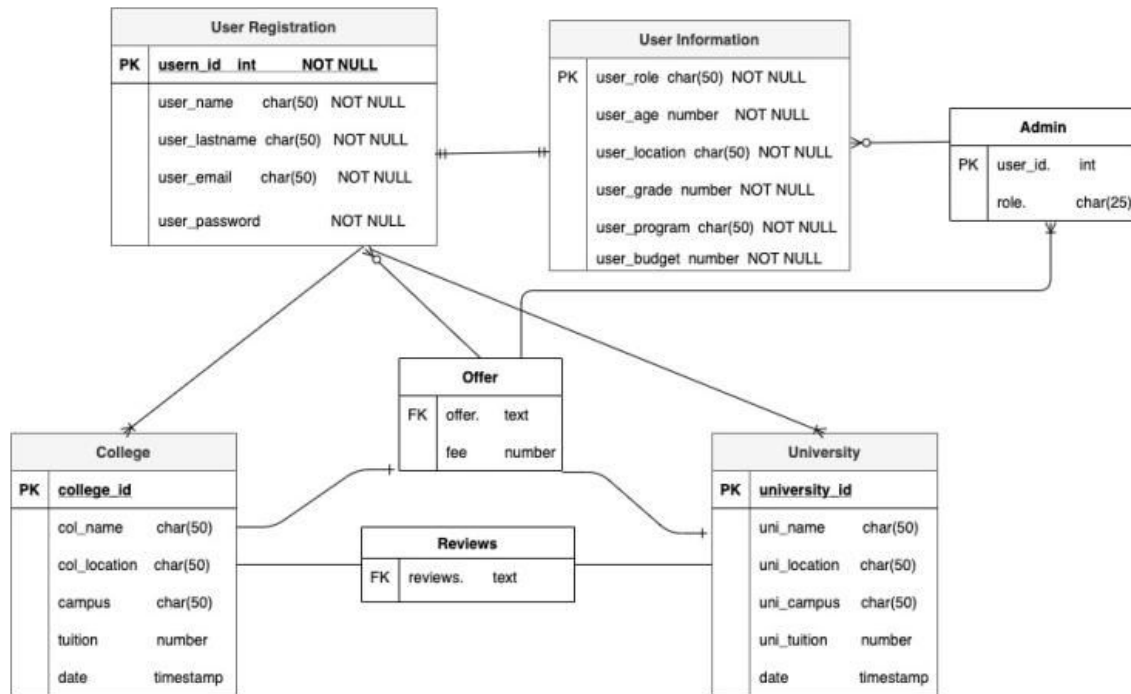 User Registration
PK usern_id int NOT NULL
user_name char(50) NOT NULL
user_lastname char(50) NOT NULL
user_email char(50) NOT NULL
user_password NOT NULL
User Information
PK user_role char(50) NOT NULL
user_age number NOT NULL
user_location char(50) NOT NULL
user_grade number NOT NULL
user_program char(50) NOT NULL
user_budget number NOT NULL
Admin
PK user_id. int
role. char(25)
Offer
FK offer. text
fee number
College
PK college_id
col_name char(50)
col_location char(50)
campus char(50)
tuition number
date timestamp
Reviews
FK reviews. text
University
PK university_id
uni_name char(50)
uni_location char(50)
uni_campus char(50)
uni_tuition number
date timestamp